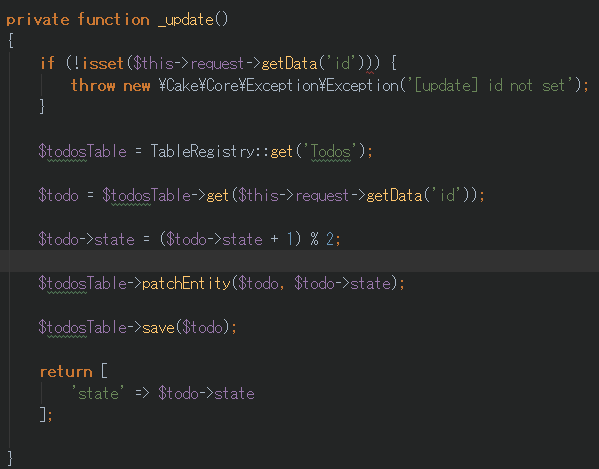 private function _update()
{
    if (!isset($this->request->getData('id'))) {
        throw new ¥Cake¥Core¥Exception¥Exception('[update] id not set');
    }

    $todosTable = TableRegistry::get('Todos');

    $todo = $todosTable->get($this->request->getData('id'));

    $todo->state = ($todo->state + 1) % 2;

    $todosTable->patchEntity($todo, $todo->state);

    $todosTable->save($todo);

    return [
        'state' => $todo->state
    ];

}